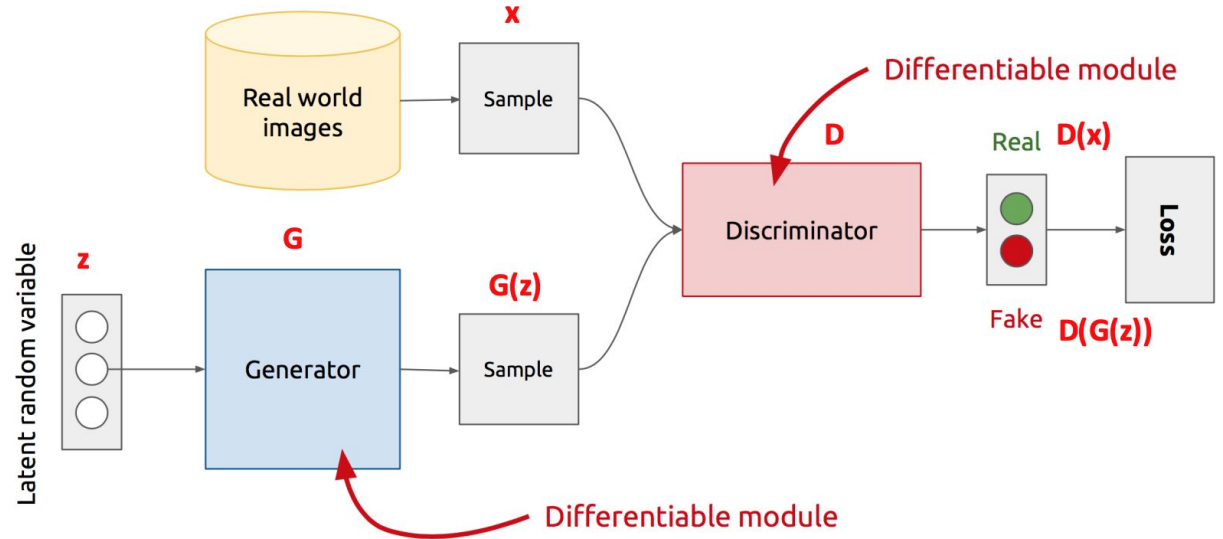 x
Real world
images
Sample
Differentiable module
D
Real
D(x)
Discriminator
Loss
Fake
D(G(z))
Latent random variable
z
G
Generator
G(z)
Sample
Differentiable module